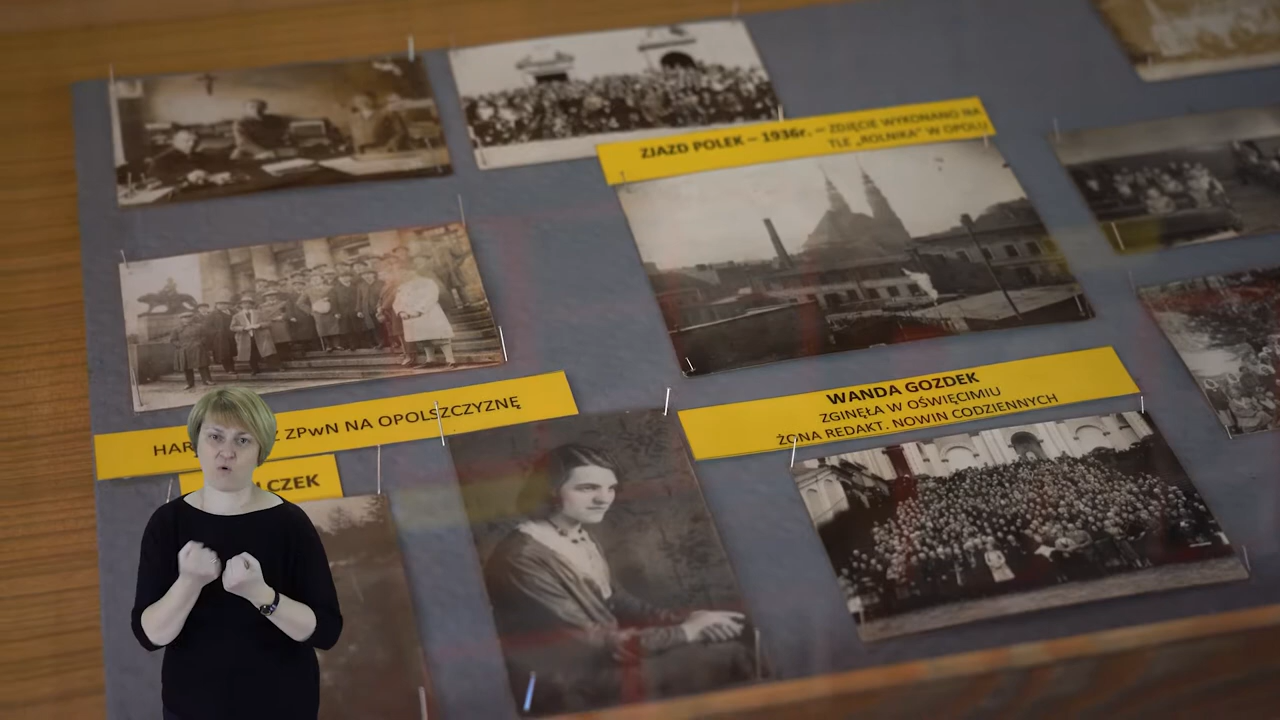 ZJAZD POLEK – 1936r. – ZDJĘCIE WYKONANO NA
TLE „ROLNIKA” W OPOLU
ZPwN NA OPOLSZCZYZNĘ
WANDA GOZDEK
ZGINĘŁA W OŚWIĘCIMIU
ŻONA REDAKT. NOWIN CODZIENNYCH